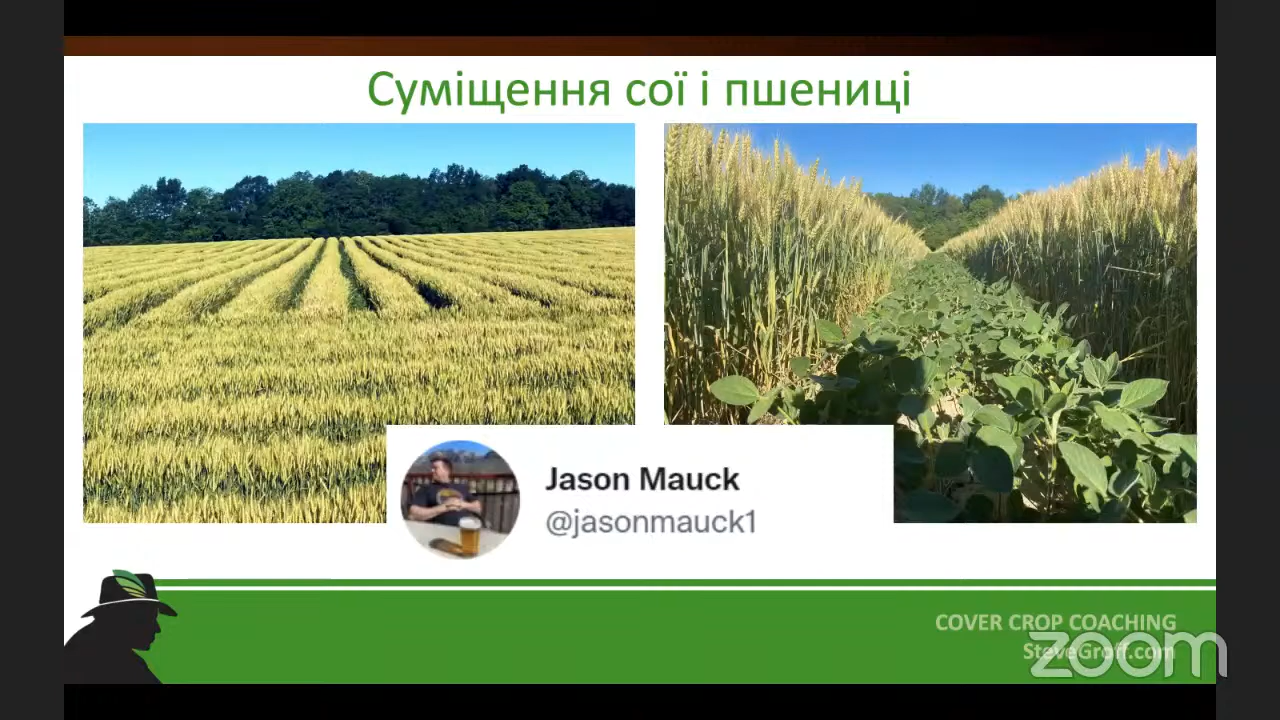 Суміщення сої і пшениці
Jason Mauck
@jasonmauck1
COVER CROP COACHING
SteveGroff.com
zoom